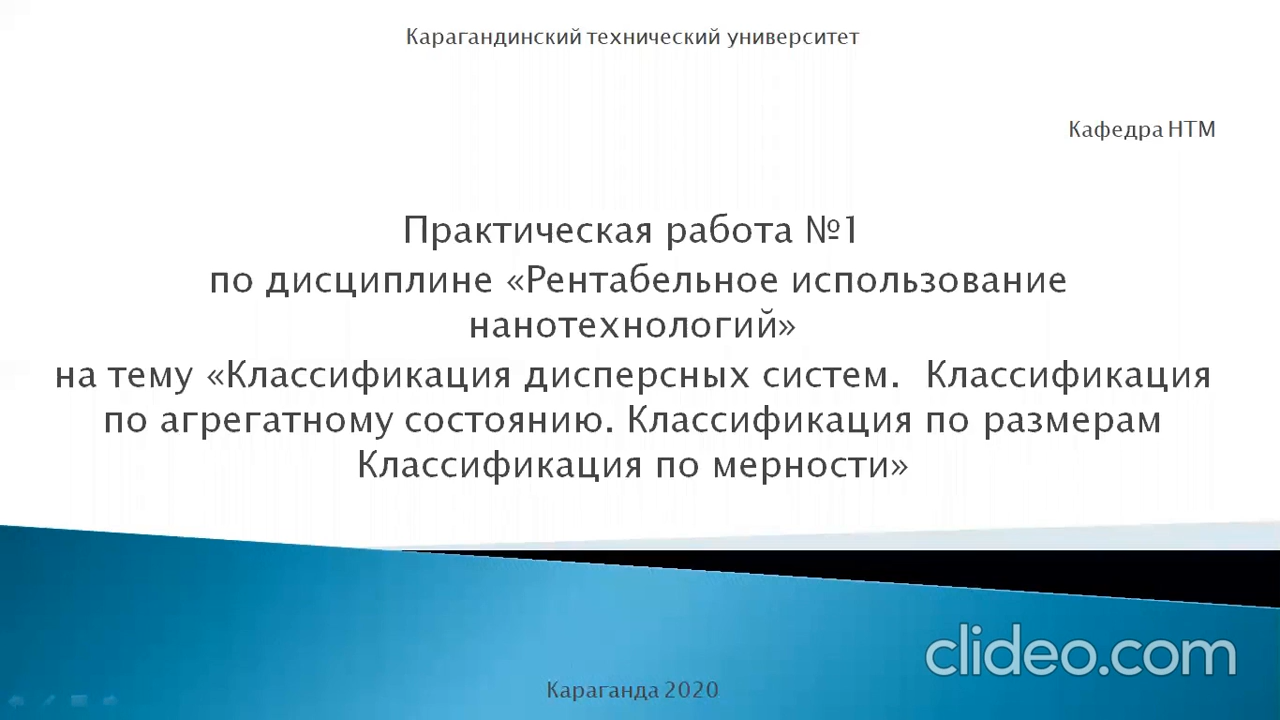 Карагандинский технический университет
Кафедра НТМ
Практическая работа №1
по дисциплине «Рентабельное использование
нанотехнологий»
на тему «Классификация дисперсных систем. Классификация
по агрегатному состоянию. Классификация по размерам
Классификация по мерности»
clideo.com
Караганда 2020